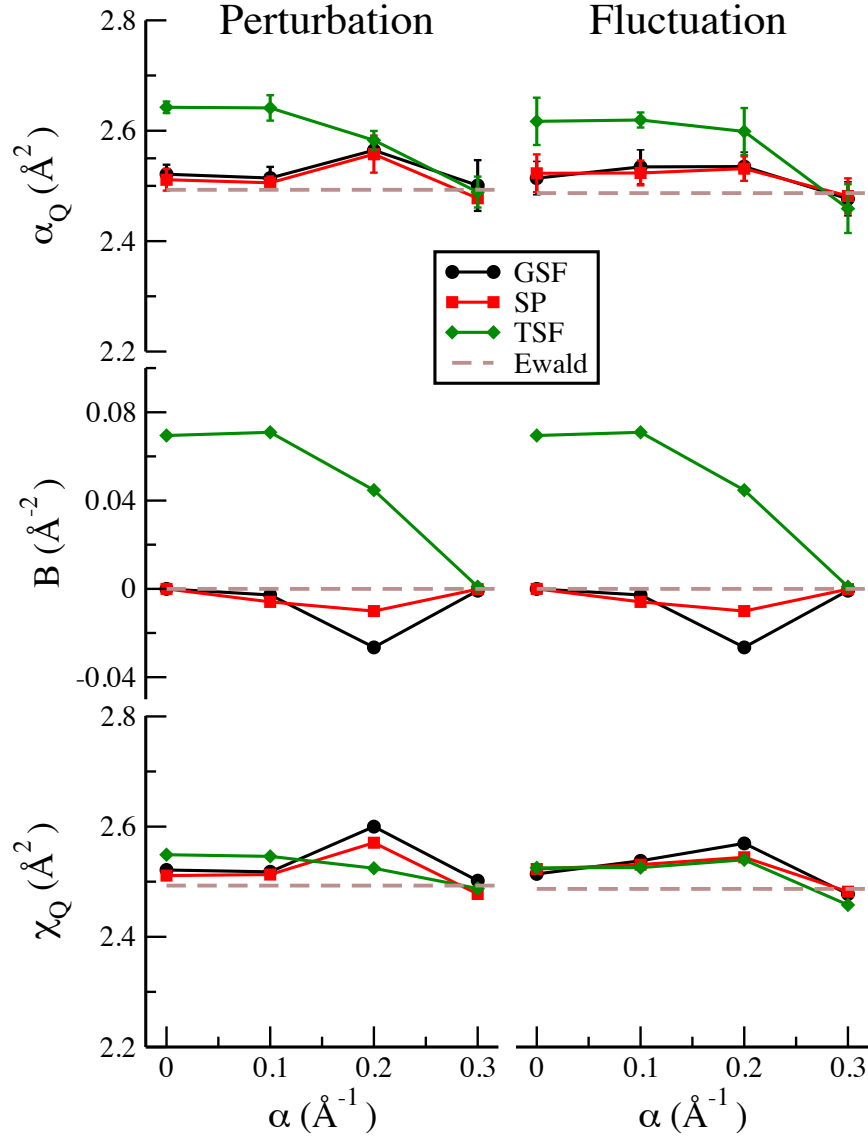 Perturbation Fluctuation
2.8
2.6
2.4
2.2
α_Q (Å²)
GSF
SP
TSF
Ewald
0.08
0.04
0
-0.04
B (Å⁻²)
2.8
2.6
2.4
2.2
χ_Q (Å²)
0 0.1 0.2 0.3 0 0.1 0.2 0.3
α (Å⁻¹) α (Å⁻¹)